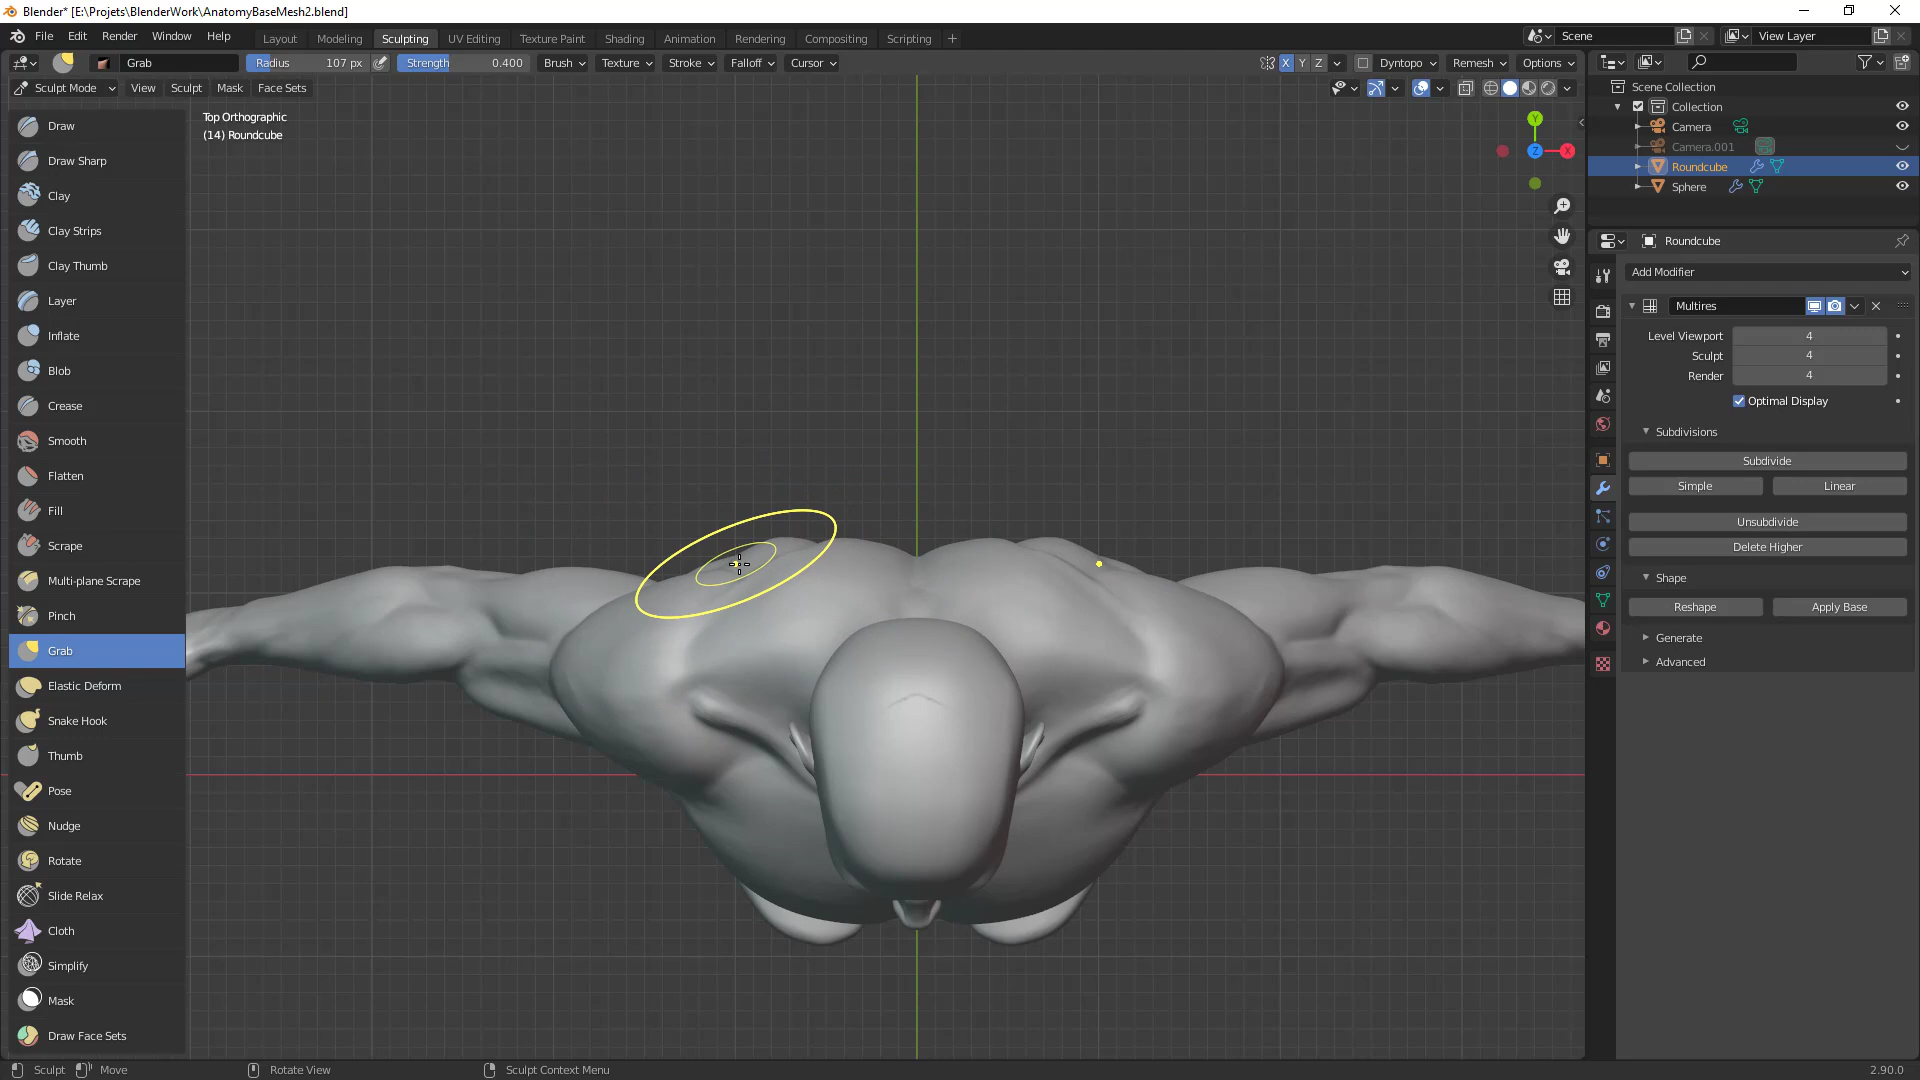 Blender* [E:\Projets\BlenderWork\AnatomyBaseMesh2.blend]
File Edit Render Window Help Layout Modeling Sculpting UV Editing Texture Paint Shading Animation Rendering Compositing Scripting + Scene View Layer
Grab Radius 107 px Strength 0.400 Brush Texture Stroke Falloff Cursor X Y Z Dyntopo Remesh Options
Sculpt Mode View Sculpt Mask Face Sets
Top Orthographic
(14) Roundcube
Draw
Draw Sharp
Clay
Clay Strips
Clay Thumb
Layer
Inflate
Blob
Crease
Smooth
Flatten
Fill
Scrape
Multi-plane Scrape
Pinch
Grab
Elastic Deform
Snake Hook
Thumb
Pose
Nudge
Rotate
Slide Relax
Cloth
Simplify
Mask
Draw Face Sets
Y
Z
X
Scene Collection
Collection
Camera
Camera.001
Roundcube
Sphere
Roundcube
Add Modifier
Multires
Level Viewport 4
Sculpt 4
Render 4
Optimal Display
Subdivisions
Subdivide
Simple Linear
Unsubdivide
Delete Higher
Shape
Reshape Apply Base
Generate
Advanced
Sculpt Move Rotate View Sculpt Context Menu 2.90.0